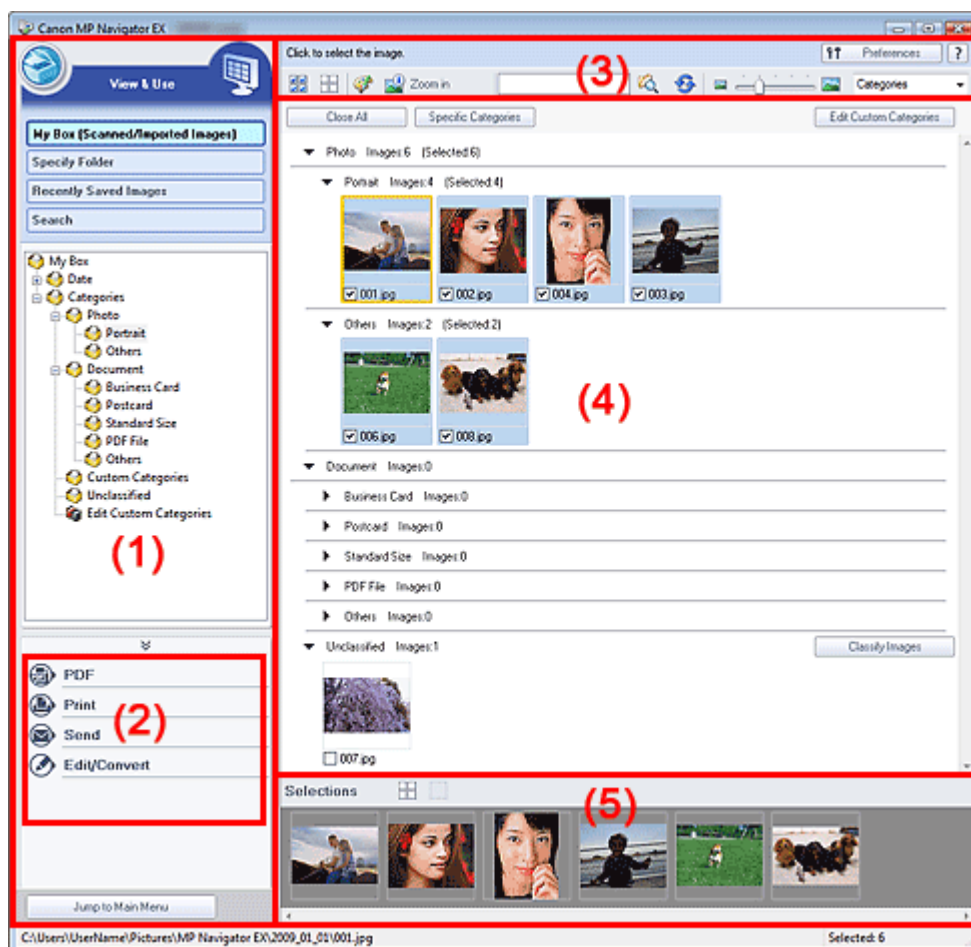 Canon MP Navigator EX
View & Use
My Box (Scanned/Imported Images)
Specify Folder
Recently Saved Images
Search
My Box
Date
Categories
Photo
Portrait
Others
Document
Business Card
Postcard
Standard Size
PDF File
Others
Custom Categories
Unclassified
Edit Custom Categories
(1)
PDF
Print
Send
Edit/Convert
(2)
Jump to Main Menu
Click to select the image.
Preferences
?
Zoom in
(3)
Categories
Close All
Specific Categories
Edit Custom Categories
Photo Images:6 (Selected:6)
Portrait Images:4 (Selected:4)
001.jpg
002.jpg
004.jpg
003.jpg
Others Images:2 (Selected:2)
006.jpg
008.jpg
(4)
Document Images:0
Business Card Images:0
Postcard Images:0
Standard Size Images:0
PDF File Images:0
Others Images:0
Unclassified Images:1
Classify Images
007.jpg
Selections
(5)
C:\Users\UserName\Pictures\MP Navigator EX\2009_01_01\001.jpg
Selected: 6